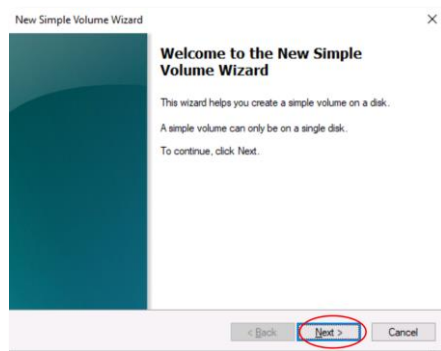 New Simple Volume Wizard
Welcome to the New Simple
Volume Wizard
This wizard helps you create a simple volume on a disk.
A simple volume can only be on a single disk.
To continue, click Next.
< Back
Next >
Cancel